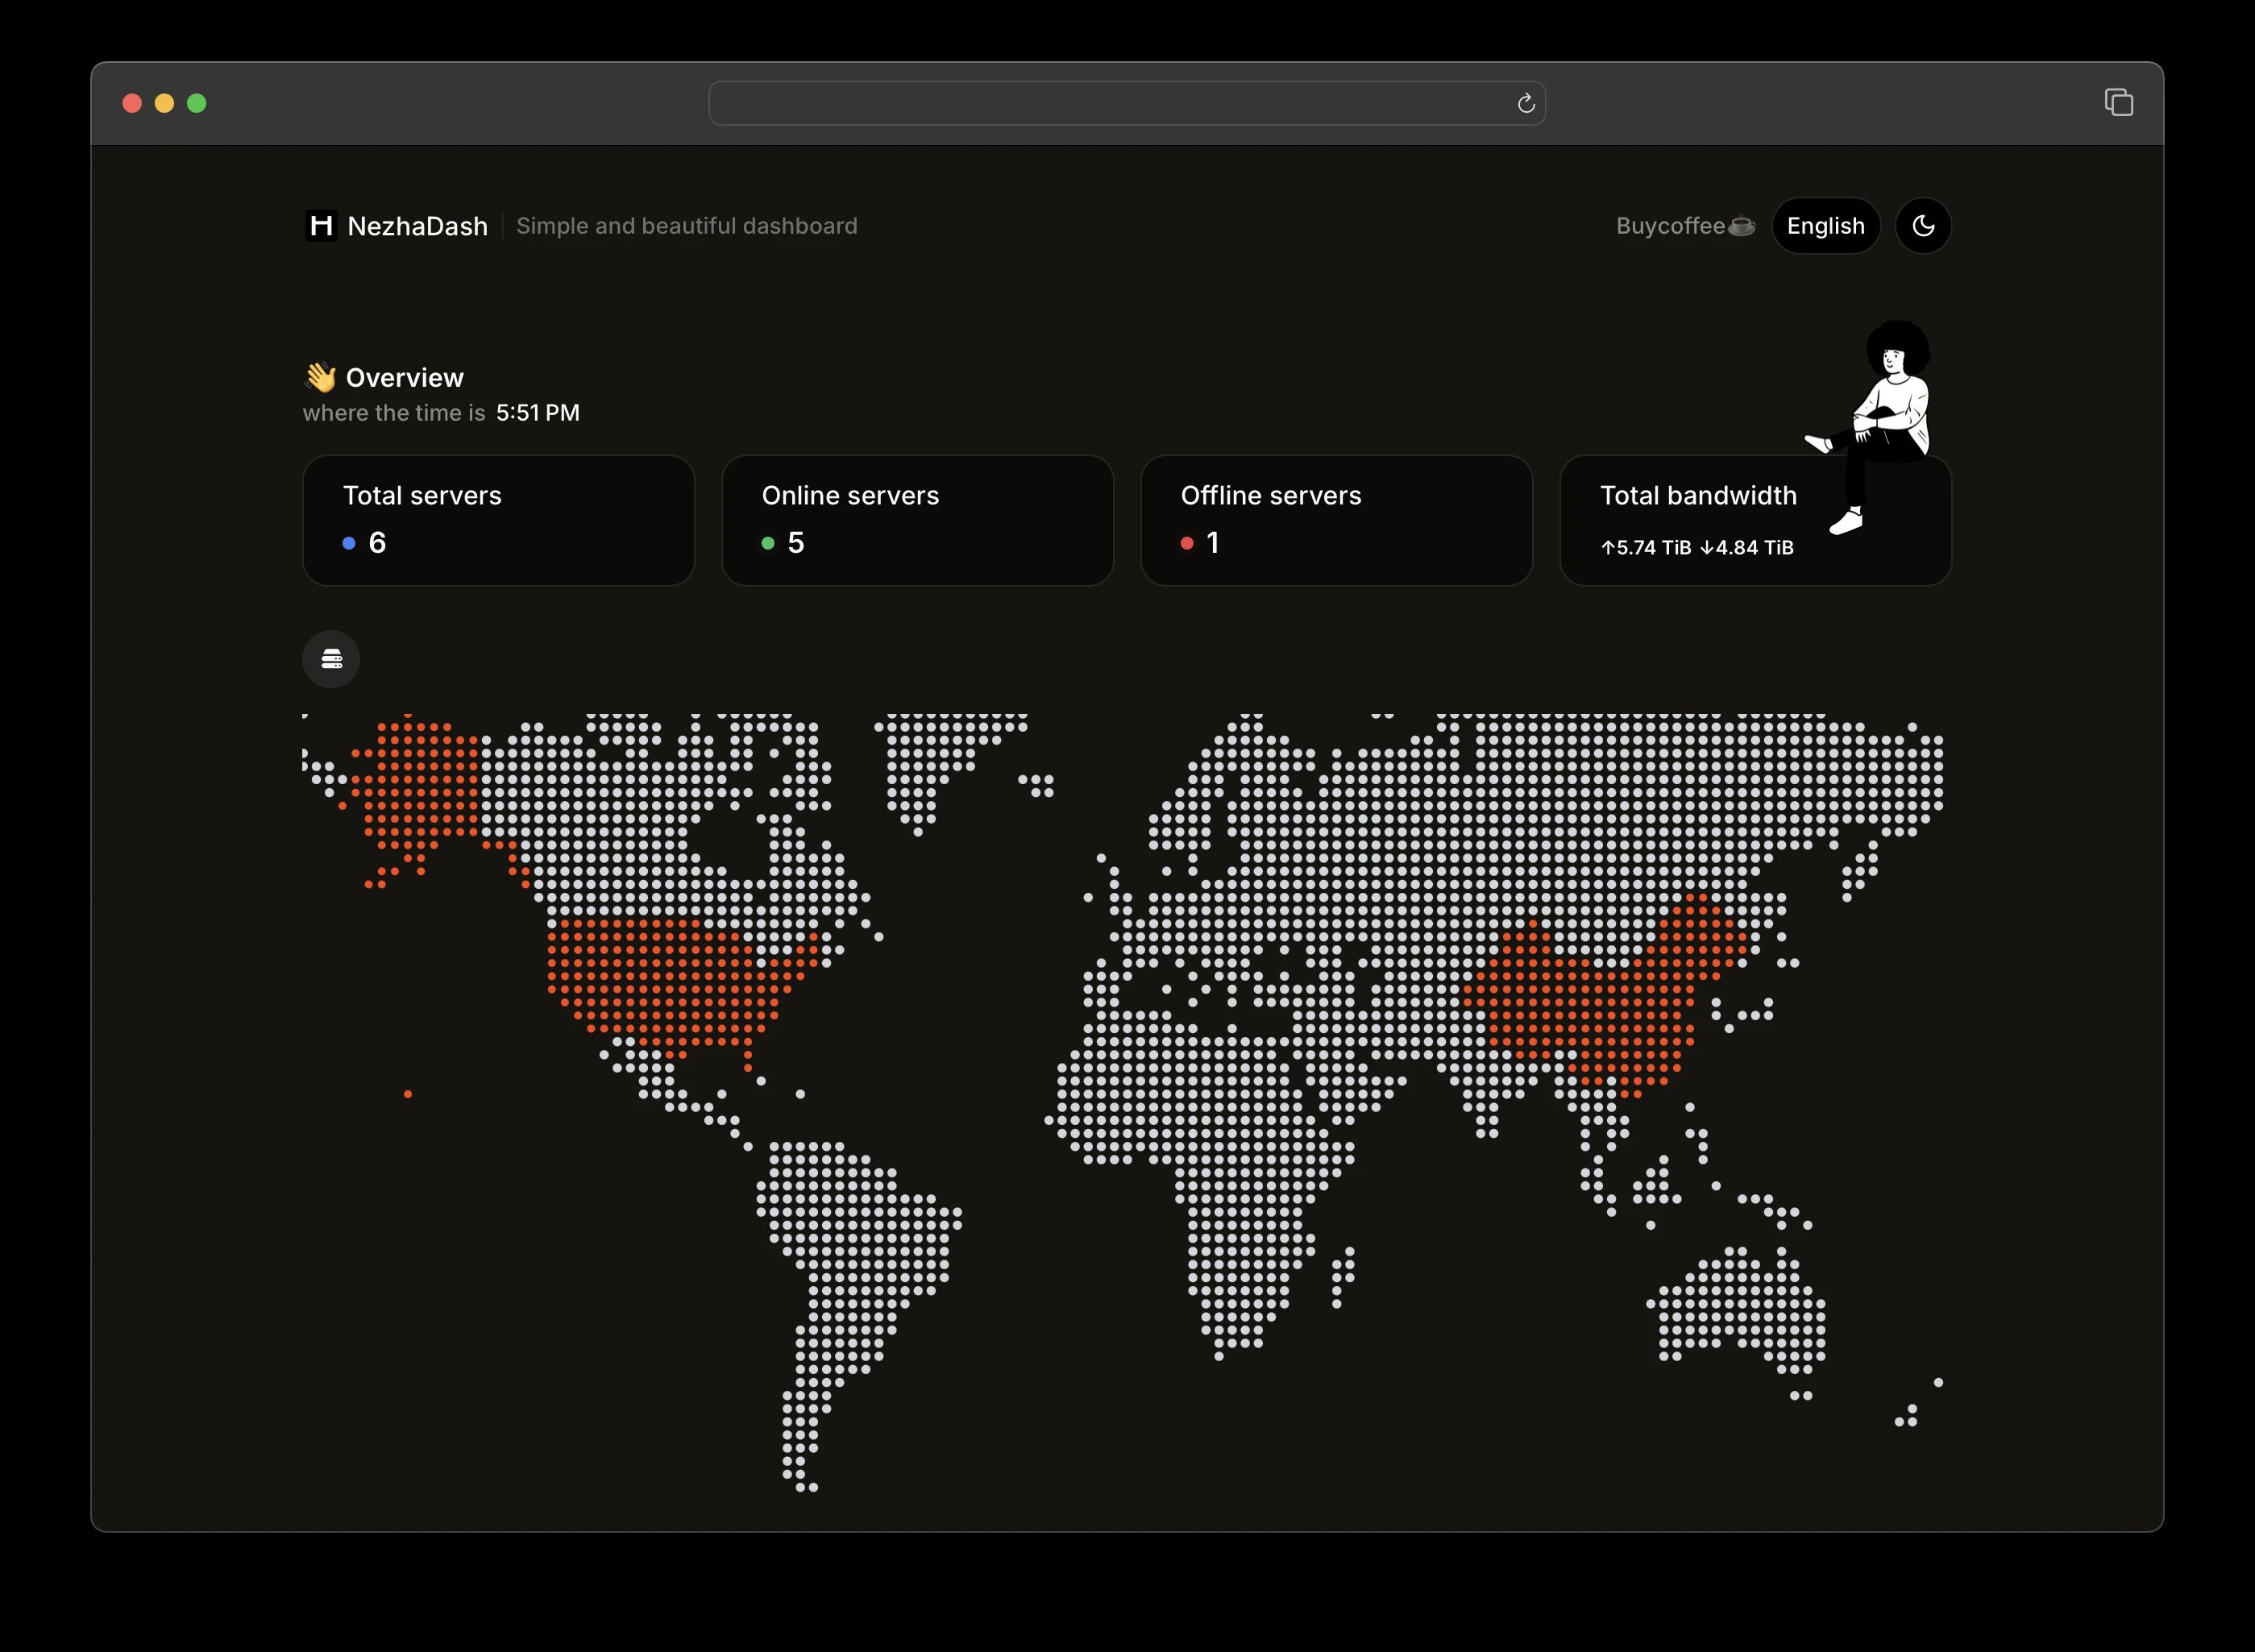 H NezhaDash Simple and beautiful dashboard Buycoffee☕ English
👋 Overview
where the time is 5:51 PM
Total servers
6
Online servers
5
Offline servers
1
Total bandwidth
↑5.74 TiB ↓4.84 TiB